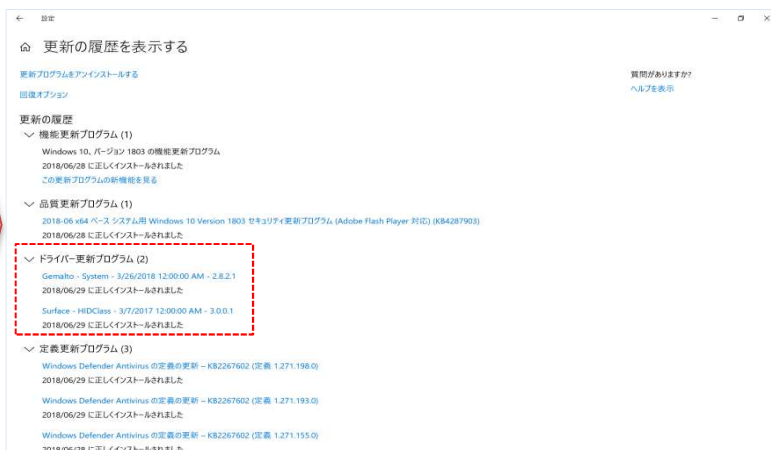 設定
更新の履歴を表示する
更新プログラムをアンインストールする
質問がありますか?
回復オプション
ヘルプを表示
更新の履歴
機能更新プログラム (1)
Windows 10、バージョン 1803 の機能更新プログラム
2018/06/28 に正しくインストールされました
この更新プログラムの新機能を見る
品質更新プログラム (1)
2018-06 x64 ベース システム用 Windows 10 Version 1803 セキュリティ更新プログラム (Adobe Flash Player 対応) (KB4287903)
2018/06/28 に正しくインストールされました
ドライバー更新プログラム (2)
Gemalto - System - 3/26/2018 12:00:00 AM - 2.8.2.1
2018/06/29 に正しくインストールされました
Surface - HIDClass - 3/7/2017 12:00:00 AM - 3.0.0.1
2018/06/29 に正しくインストールされました
定義更新プログラム (3)
Windows Defender Antivirus の定義の更新 – KB2267602 (定義 1.271.198.0)
2018/06/29 に正しくインストールされました
Windows Defender Antivirus の定義の更新 – KB2267602 (定義 1.271.193.0)
2018/06/29 に正しくインストールされました
Windows Defender Antivirus の定義の更新 – KB2267602 (定義 1.271.155.0)
2018/06/28 に正しくインストールされました